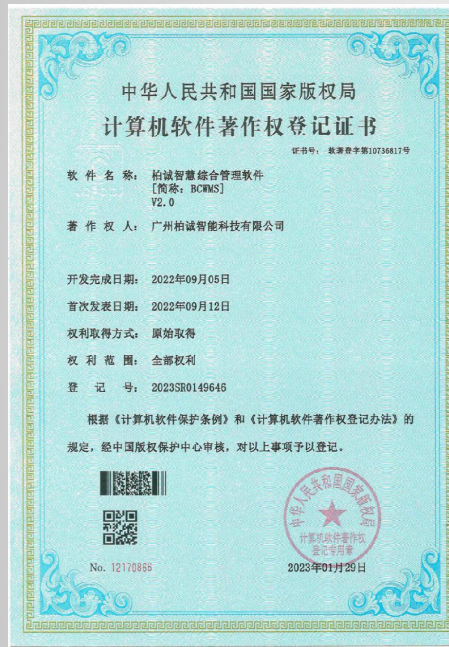 中华人民共和国国家版权局
计算机软件著作权登记证书
证书号： 软著登字第10736817号
软件名称： 柏诚智慧综合管理软件
[简称：BCWMS]
V2.0
著作权人： 广州柏诚智能科技有限公司
开发完成日期： 2022年09月05日
首次发表日期： 2022年09月12日
权利取得方式： 原始取得
权利范围： 全部权利
登记号： 2023SR0149646
根据《计算机软件保护条例》和《计算机软件著作权登记办法》的
规定，经中国版权保护中心审核，对以上事项予以登记。
中华人民共和国国家版权局
计算机软件著作权
登记专用章
No. 12170866
2023年01月29日